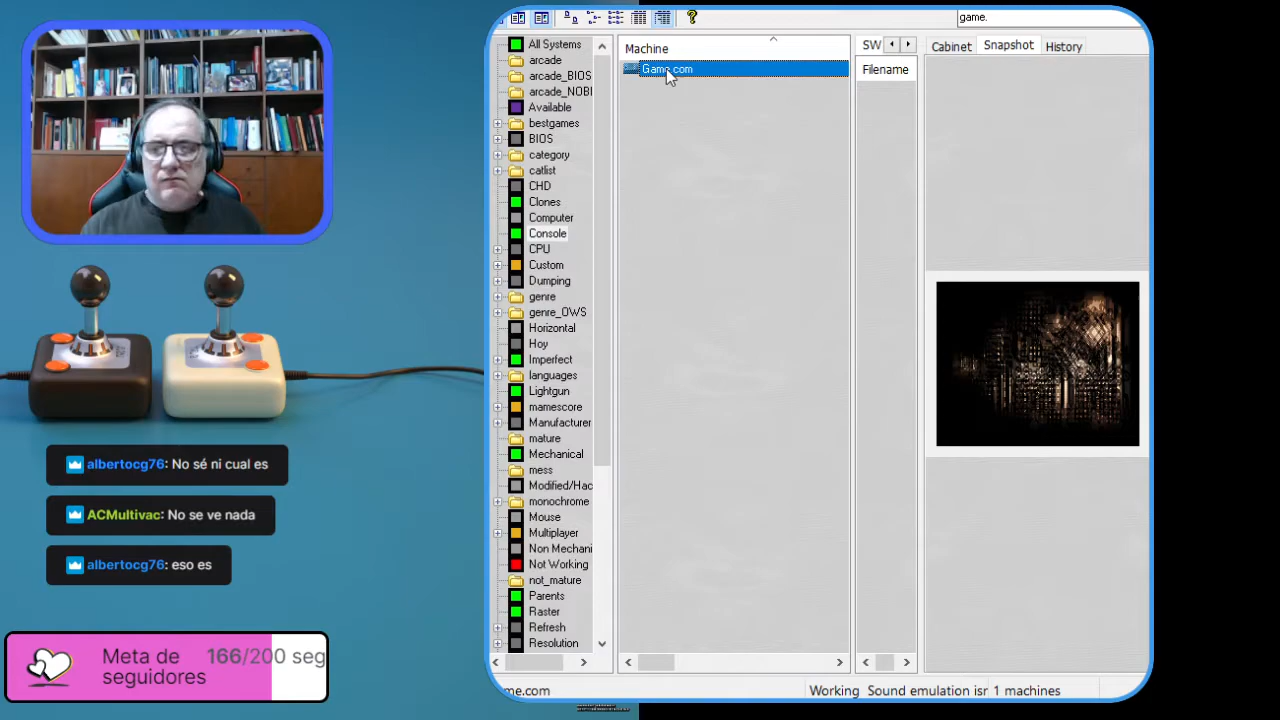 game.
Machine
Game.com
SW
Filename
Cabinet
Snapshot
History
All Systems
arcade
arcade_BIOS
arcade_NOBI
Available
bestgames
BIOS
category
catlist
CHD
Clones
Computer
Console
CPU
Custom
Dumping
genre
genre_OWS
Horizontal
Hoy
Imperfect
languages
Lightgun
mamescore
Manufacturer
mature
Mechanical
mess
Modified/Hac
monochrome
Mouse
Multiplayer
Non Mechani
Not Working
not_mature
Parents
Raster
Refresh
Resolution
me.com
Working
Sound emulation isr
1 machines
albertocg76: No sé ni cual es
ACMultivac: No se ve nada
albertocg76: eso es
Meta de seguidores
166/200 seg